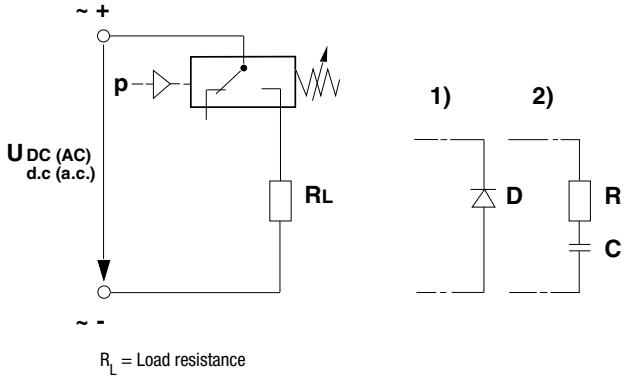 ~ +
p
1)
2)
U DC (AC)
d.c (a.c.)
RL
D
R
C
~ -
RL = Load resistance